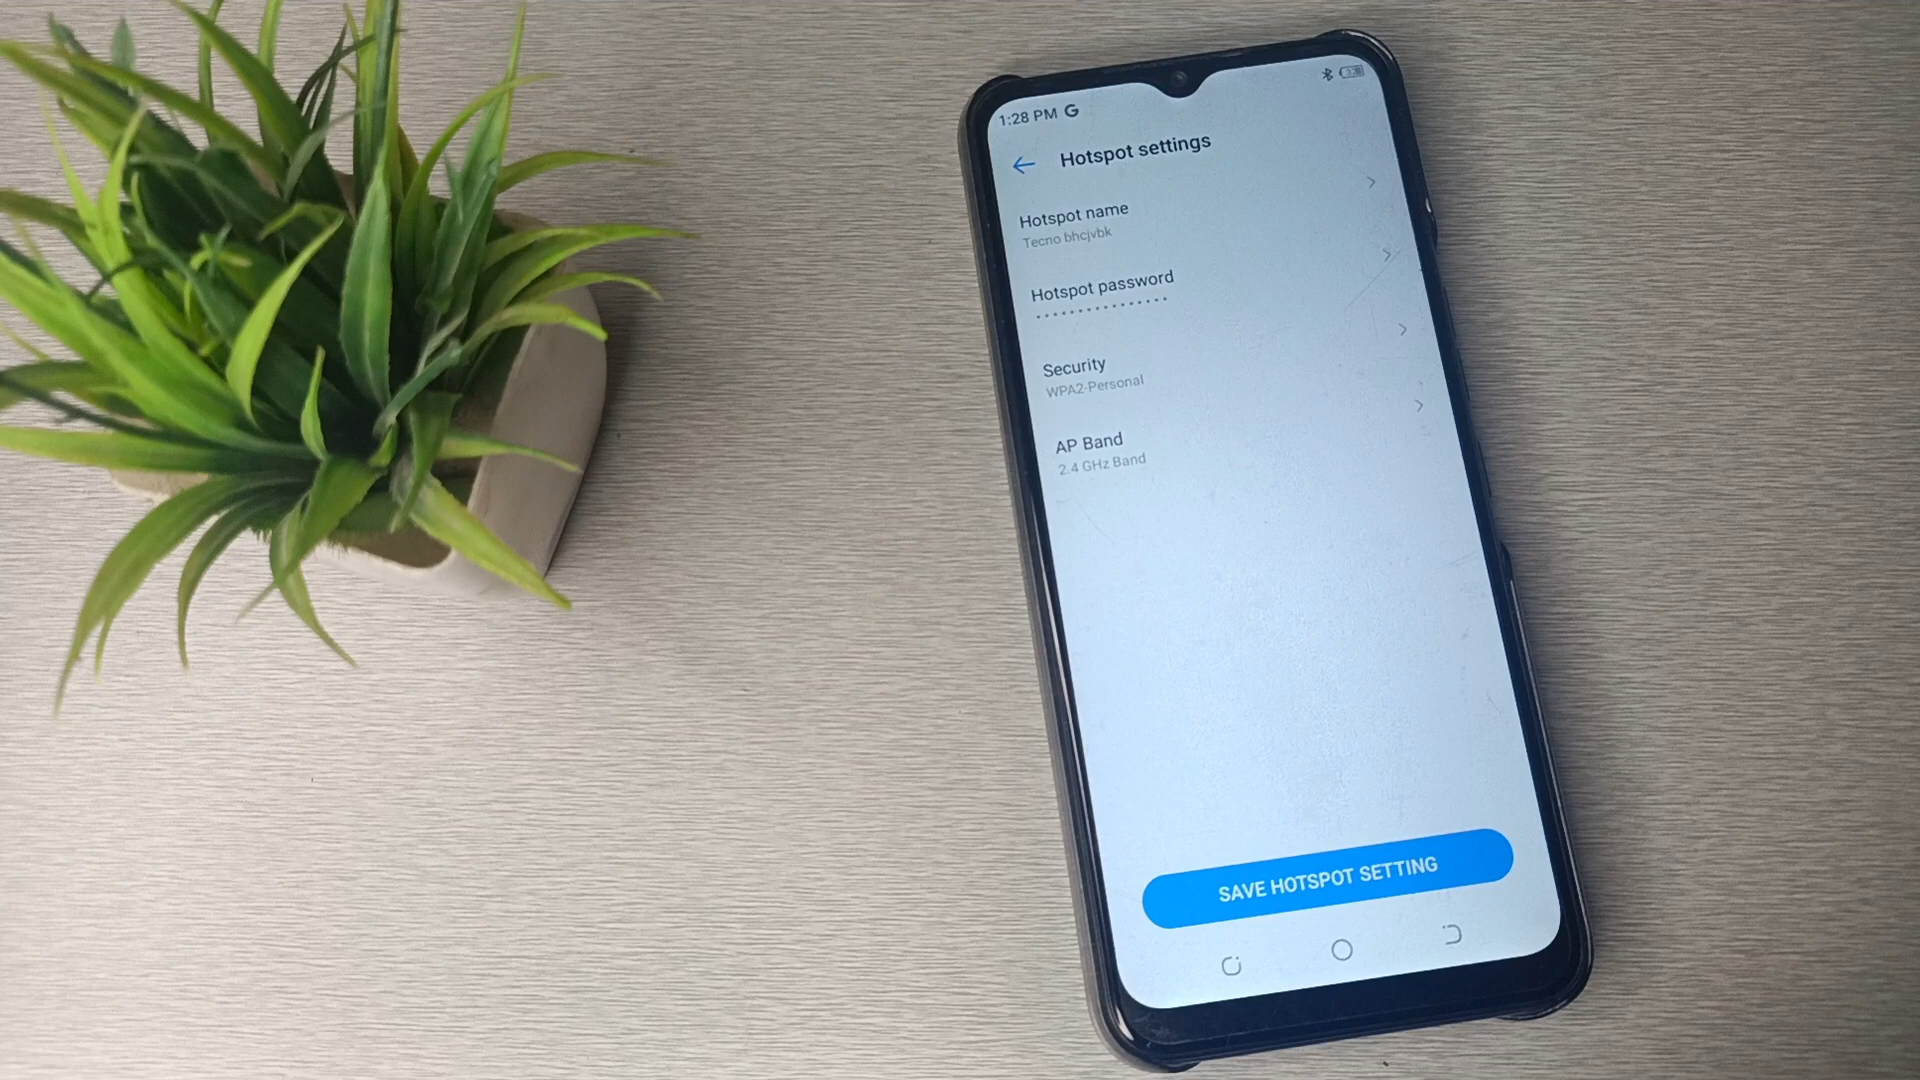 1:28 PM G
Hotspot settings
Hotspot name
Tecno bhcjvbk
Hotspot password
Security
WPA2-Personal
AP Band
2.4 GHz Band
SAVE HOTSPOT SETTING